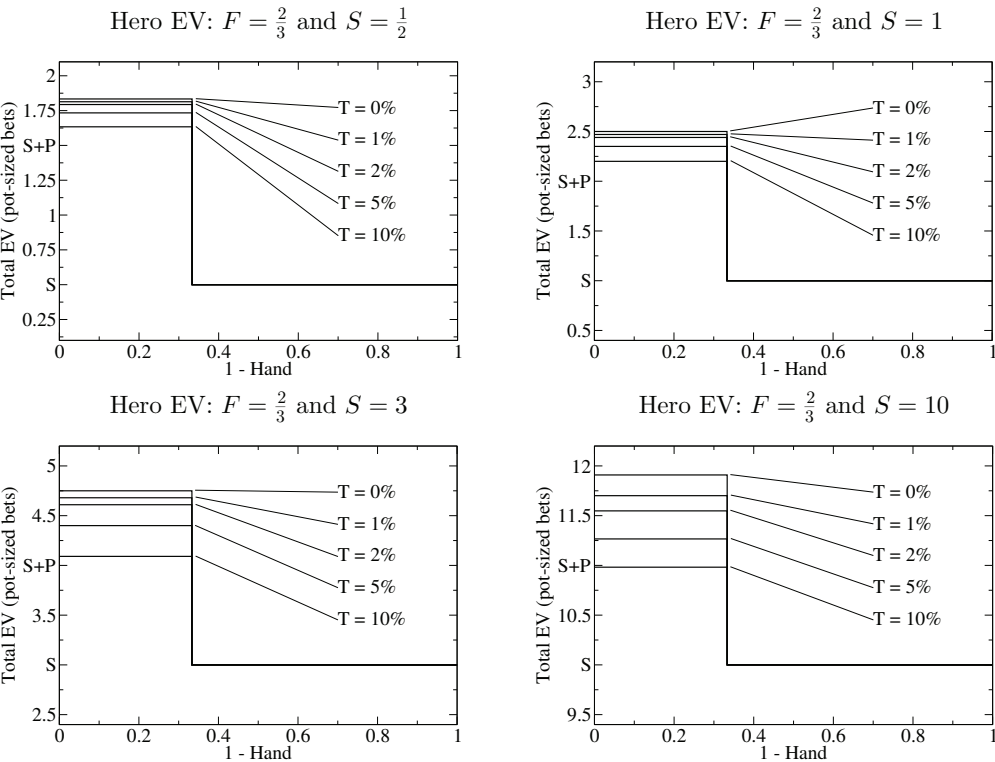 Hero EV: F = 2/3 and S = 1/2
Total EV (pot-sized bets)
2
1.75
S+P
1.25
1
0.75
S
0.25
T = 0%
T = 1%
T = 2%
T = 5%
T = 10%
0 0.2 0.4 0.6 0.8 1
1 - Hand
Hero EV: F = 2/3 and S = 1
Total EV (pot-sized bets)
3
2.5
S+P
1.5
S
0.5
T = 0%
T = 1%
T = 2%
T = 5%
T = 10%
0 0.2 0.4 0.6 0.8 1
1 - Hand
Hero EV: F = 2/3 and S = 3
Total EV (pot-sized bets)
5
4.5
S+P
3.5
S
2.5
T = 0%
T = 1%
T = 2%
T = 5%
T = 10%
0 0.2 0.4 0.6 0.8 1
1 - Hand
Hero EV: F = 2/3 and S = 10
Total EV (pot-sized bets)
12
11.5
S+P
10.5
S
9.5
T = 0%
T = 1%
T = 2%
T = 5%
T = 10%
0 0.2 0.4 0.6 0.8 1
1 - Hand